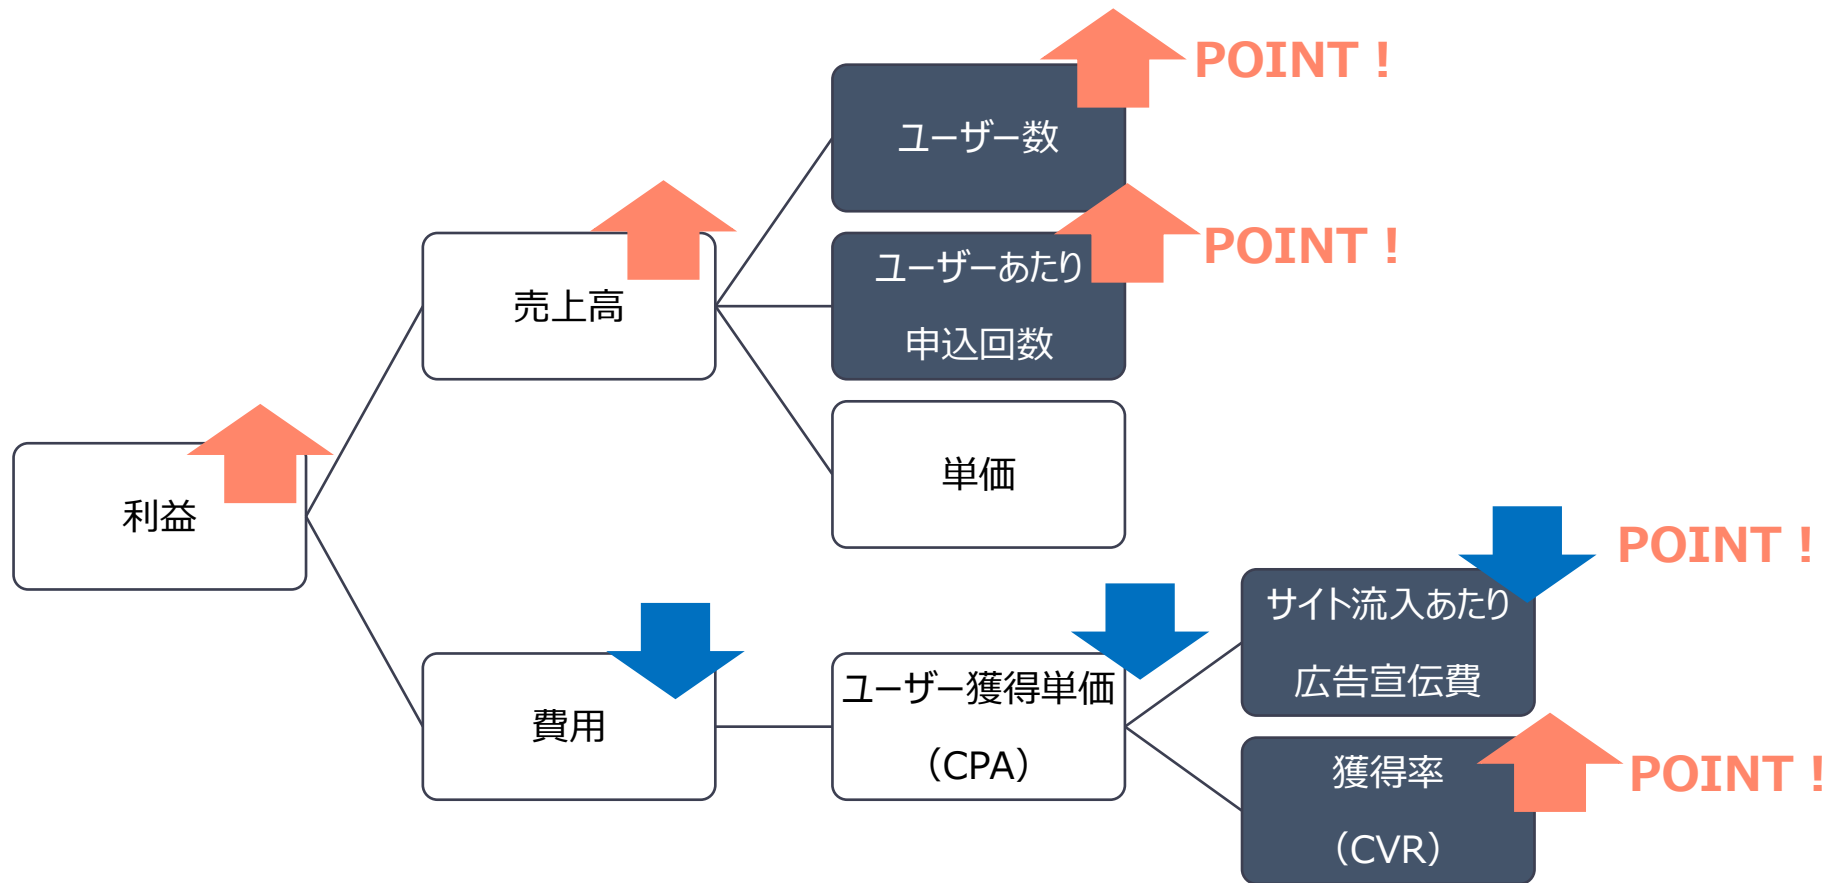 POINT！
ユーザー数
POINT！
ユーザーあたり
申込回数
売上高
単価
利益
POINT！
サイト流入あたり
広告宣伝費
費用
ユーザー獲得単価
（CPA）
POINT！
獲得率
（CVR）